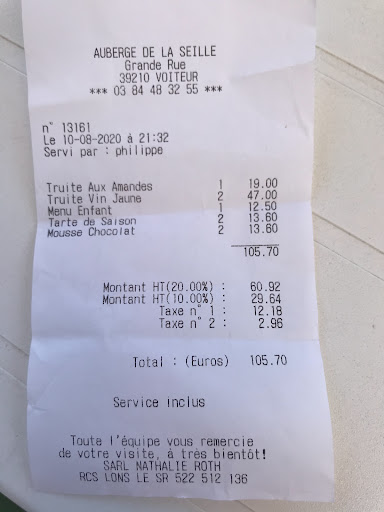 AUBERGE DE LA SEILLE
Grande Rue
39210 VOITEUR
*** 03 84 48 32 55 ***
n° 13161
Le 10-08-2020 à 21:32
Servi par : philippe
Truite Aux Amandes 1 19.00
Truite Vin Jaune 2 47.00
Menu Enfant 1 12.50
Tarte de Saison 2 13.60
Mousse Chocolat 2 13.60
105.70
Montant HT(20.00%) : 60.92
Montant HT(10.00%) : 29.64
Taxe n° 1 : 12.18
Taxe n° 2 : 2.96
Total : (Euros) 105.70
Service inclus
Toute l'équipe vous remercie
de votre visite, à très bientôt!
SARL NATHALIE ROTH
RCS LONS LE SR 522 512 136